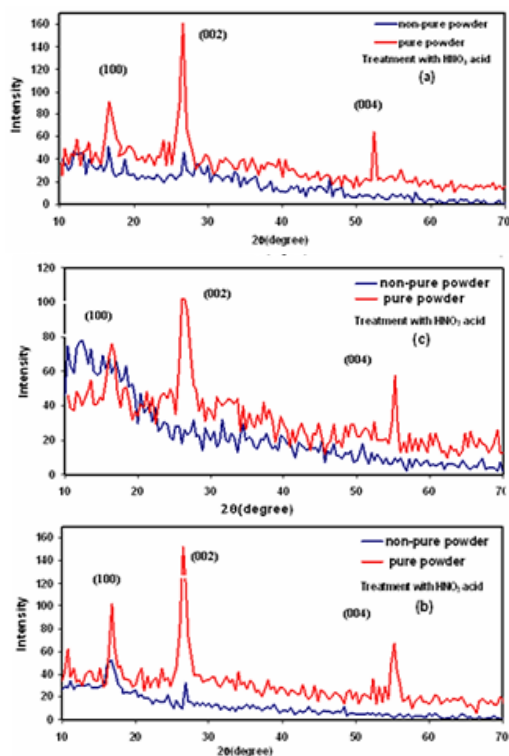 160
non-pure powder
140
(002)
pure powder
120
Treatment with HNO3 acid
100
(100)
(a)
80
(004)
60
40
20
0
10 20 30 40 50 60 70
Intensity
2Φ(degree)
120
non-pure powder
100
(002)
pure powder
(100)
Treatment with HNO3 acid
80
(c)
60
(004)
40
20
0
10 20 30 40 50 60 70
Intensity
2θ(degree)
160
non-pure powder
140
(002)
pure powder
120
(100)
Treatment with HNO3 acid
100
(b)
80
(004)
60
40
20
0
10 20 30 40 50 60 70
Intensity
2Φ(degree)